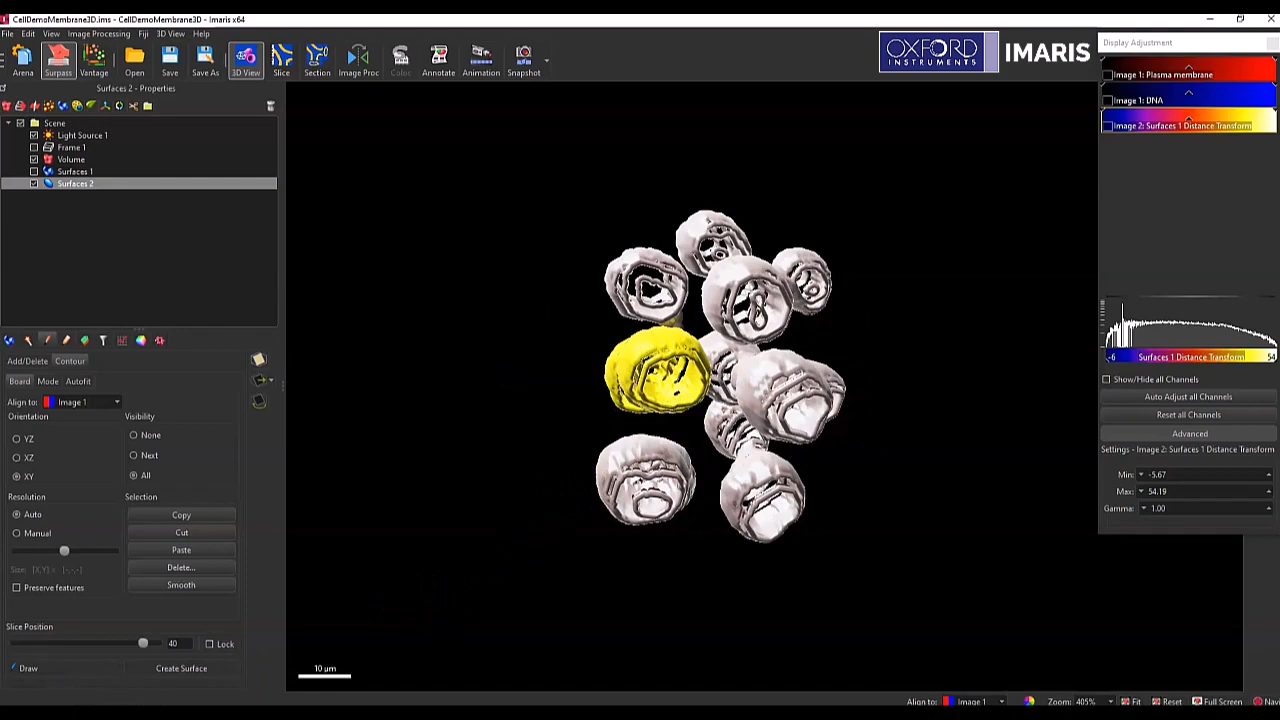 CellDemoMembrane3D.ims - CellDemoMembrane3D - Imaris x64
File Edit View Image Processing Fiji 3D View Help
Arena Surpass Vantage Open Save Save As 3D View Slice Section Image Proc Coloc Annotate Animation Snapshot
OXFORD INSTRUMENTS IMARIS
Surfaces 2 - Properties
Scene
Light Source 1
Frame 1
Volume
Surfaces 1
Surfaces 2
Add/Delete Contour
Board Mode Autofit
Align to: Image 1
Orientation Visibility
YZ None
XZ Next
XY All
Resolution Selection
Auto Copy
Manual Cut
Paste
Size: [X,Y] = [-,-,-] Delete...
Preserve features Smooth
Slice Position
40 Lock
Draw Create Surface
10 µm
Display Adjustment
Image 1: Plasma membrane
Image 1: DNA
Image 2: Surfaces 1 Distance Transform
-6 Surfaces 1 Distance Transform 54
Show/Hide all Channels
Auto Adjust all Channels
Reset all Channels
Advanced
Settings - Image 2: Surfaces 1 Distance Transform
Min: -5.67
Max: 54.19
Gamma: 1.00
Align to: Image 1 Zoom: 405% Fit Reset Full Screen Nav